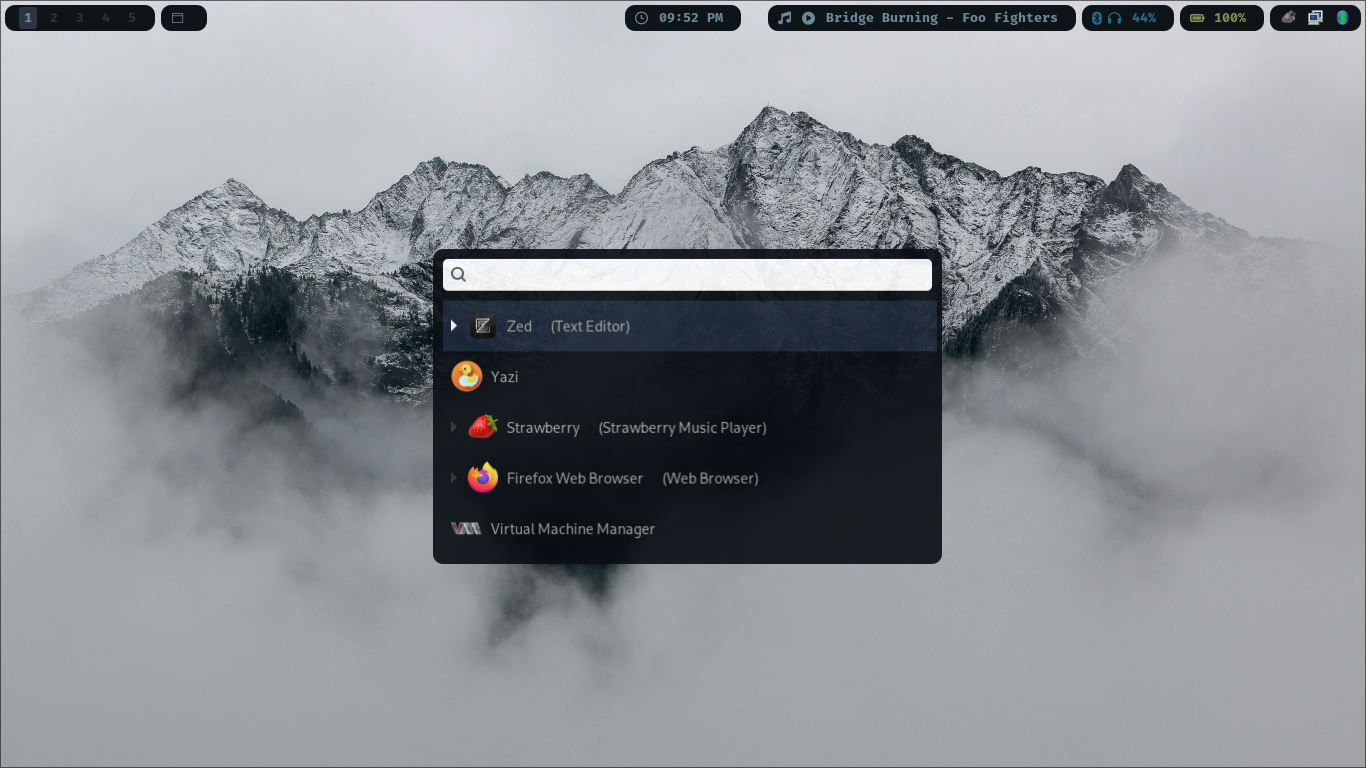 1 2 3 4 5
09:52 PM
Bridge Burning - Foo Fighters
44%
100%
Zed (Text Editor)
Yazi
Strawberry (Strawberry Music Player)
Firefox Web Browser (Web Browser)
Virtual Machine Manager